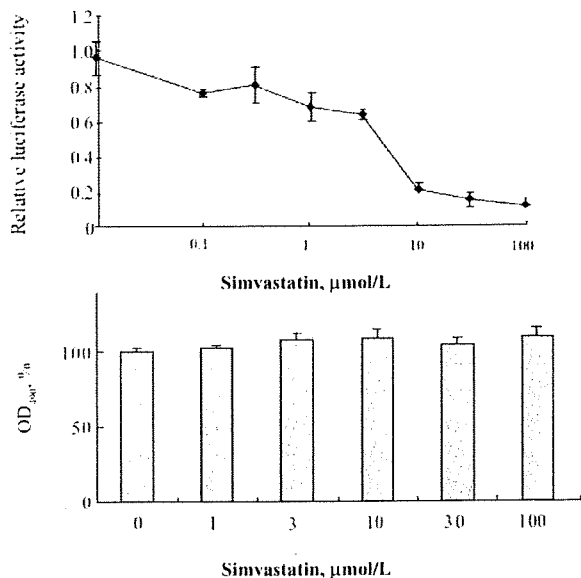 Relative luciferase activity
1.2
1.0
0.8
0.6
0.4
0.2
0
0.1 1 10 100
Simvastatin, μmol/L
OD490, %
100
50
0
0 1 3 10 30 100
Simvastatin, μmol/L